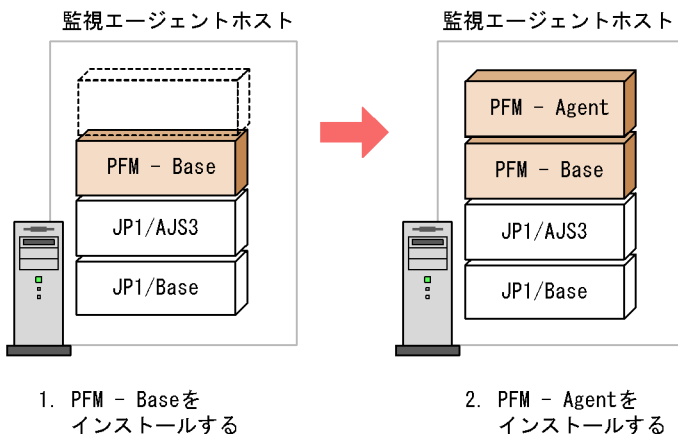 監視エージェントホスト
PFM - Base
JP1/AJS3
JP1/Base
1. PFM - Baseを
インストールする
監視エージェントホスト
PFM - Agent
PFM - Base
JP1/AJS3
JP1/Base
2. PFM - Agentを
インストールする